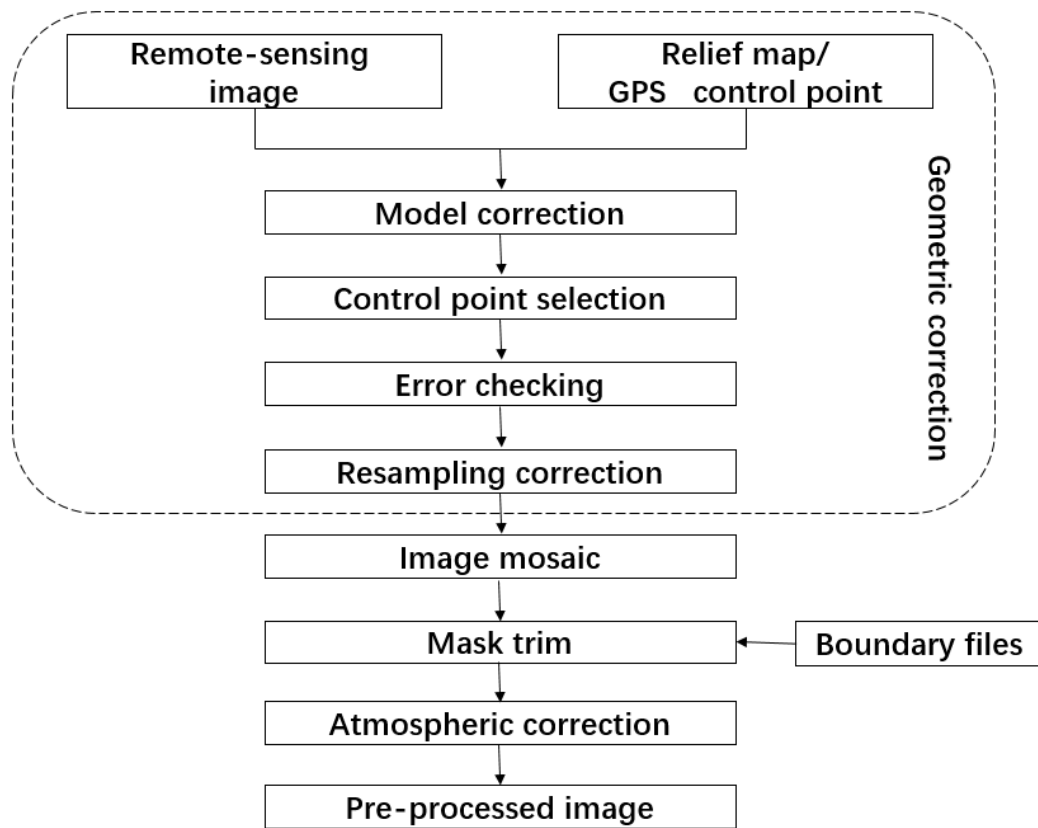 Remote-sensing
image
Relief map/
GPS control point
Geometric correction
Model correction
Control point selection
Error checking
Resampling correction
Image mosaic
Mask trim
Boundary files
Atmospheric correction
Pre-processed image